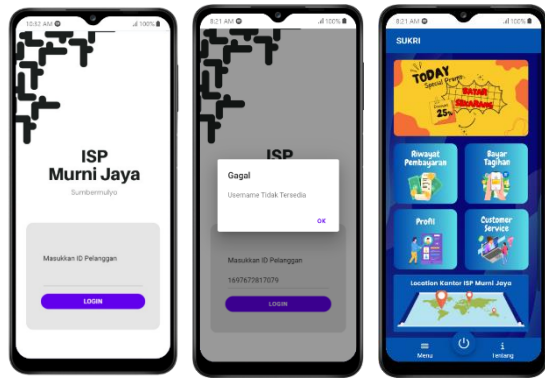 10:52 AM
100%
ISP
Murni Jaya
Sumbermulyo
Masukkan ID Pelanggan
LOGIN
8:21 AM
100%
ISP
Gagal
Username Tidak Tersedia
OK
Masukkan ID Pelanggan
1697672817079
LOGIN
8:21 AM
100%
SUKRI
TODAY
Special Promo
BAYAR
SEKARANG
25%
Riwayat
Pembayaran
Bayar
Tagihan
Profil
Customer
Service
Location Kantor ISP Murni Jaya
Menu
Tentang